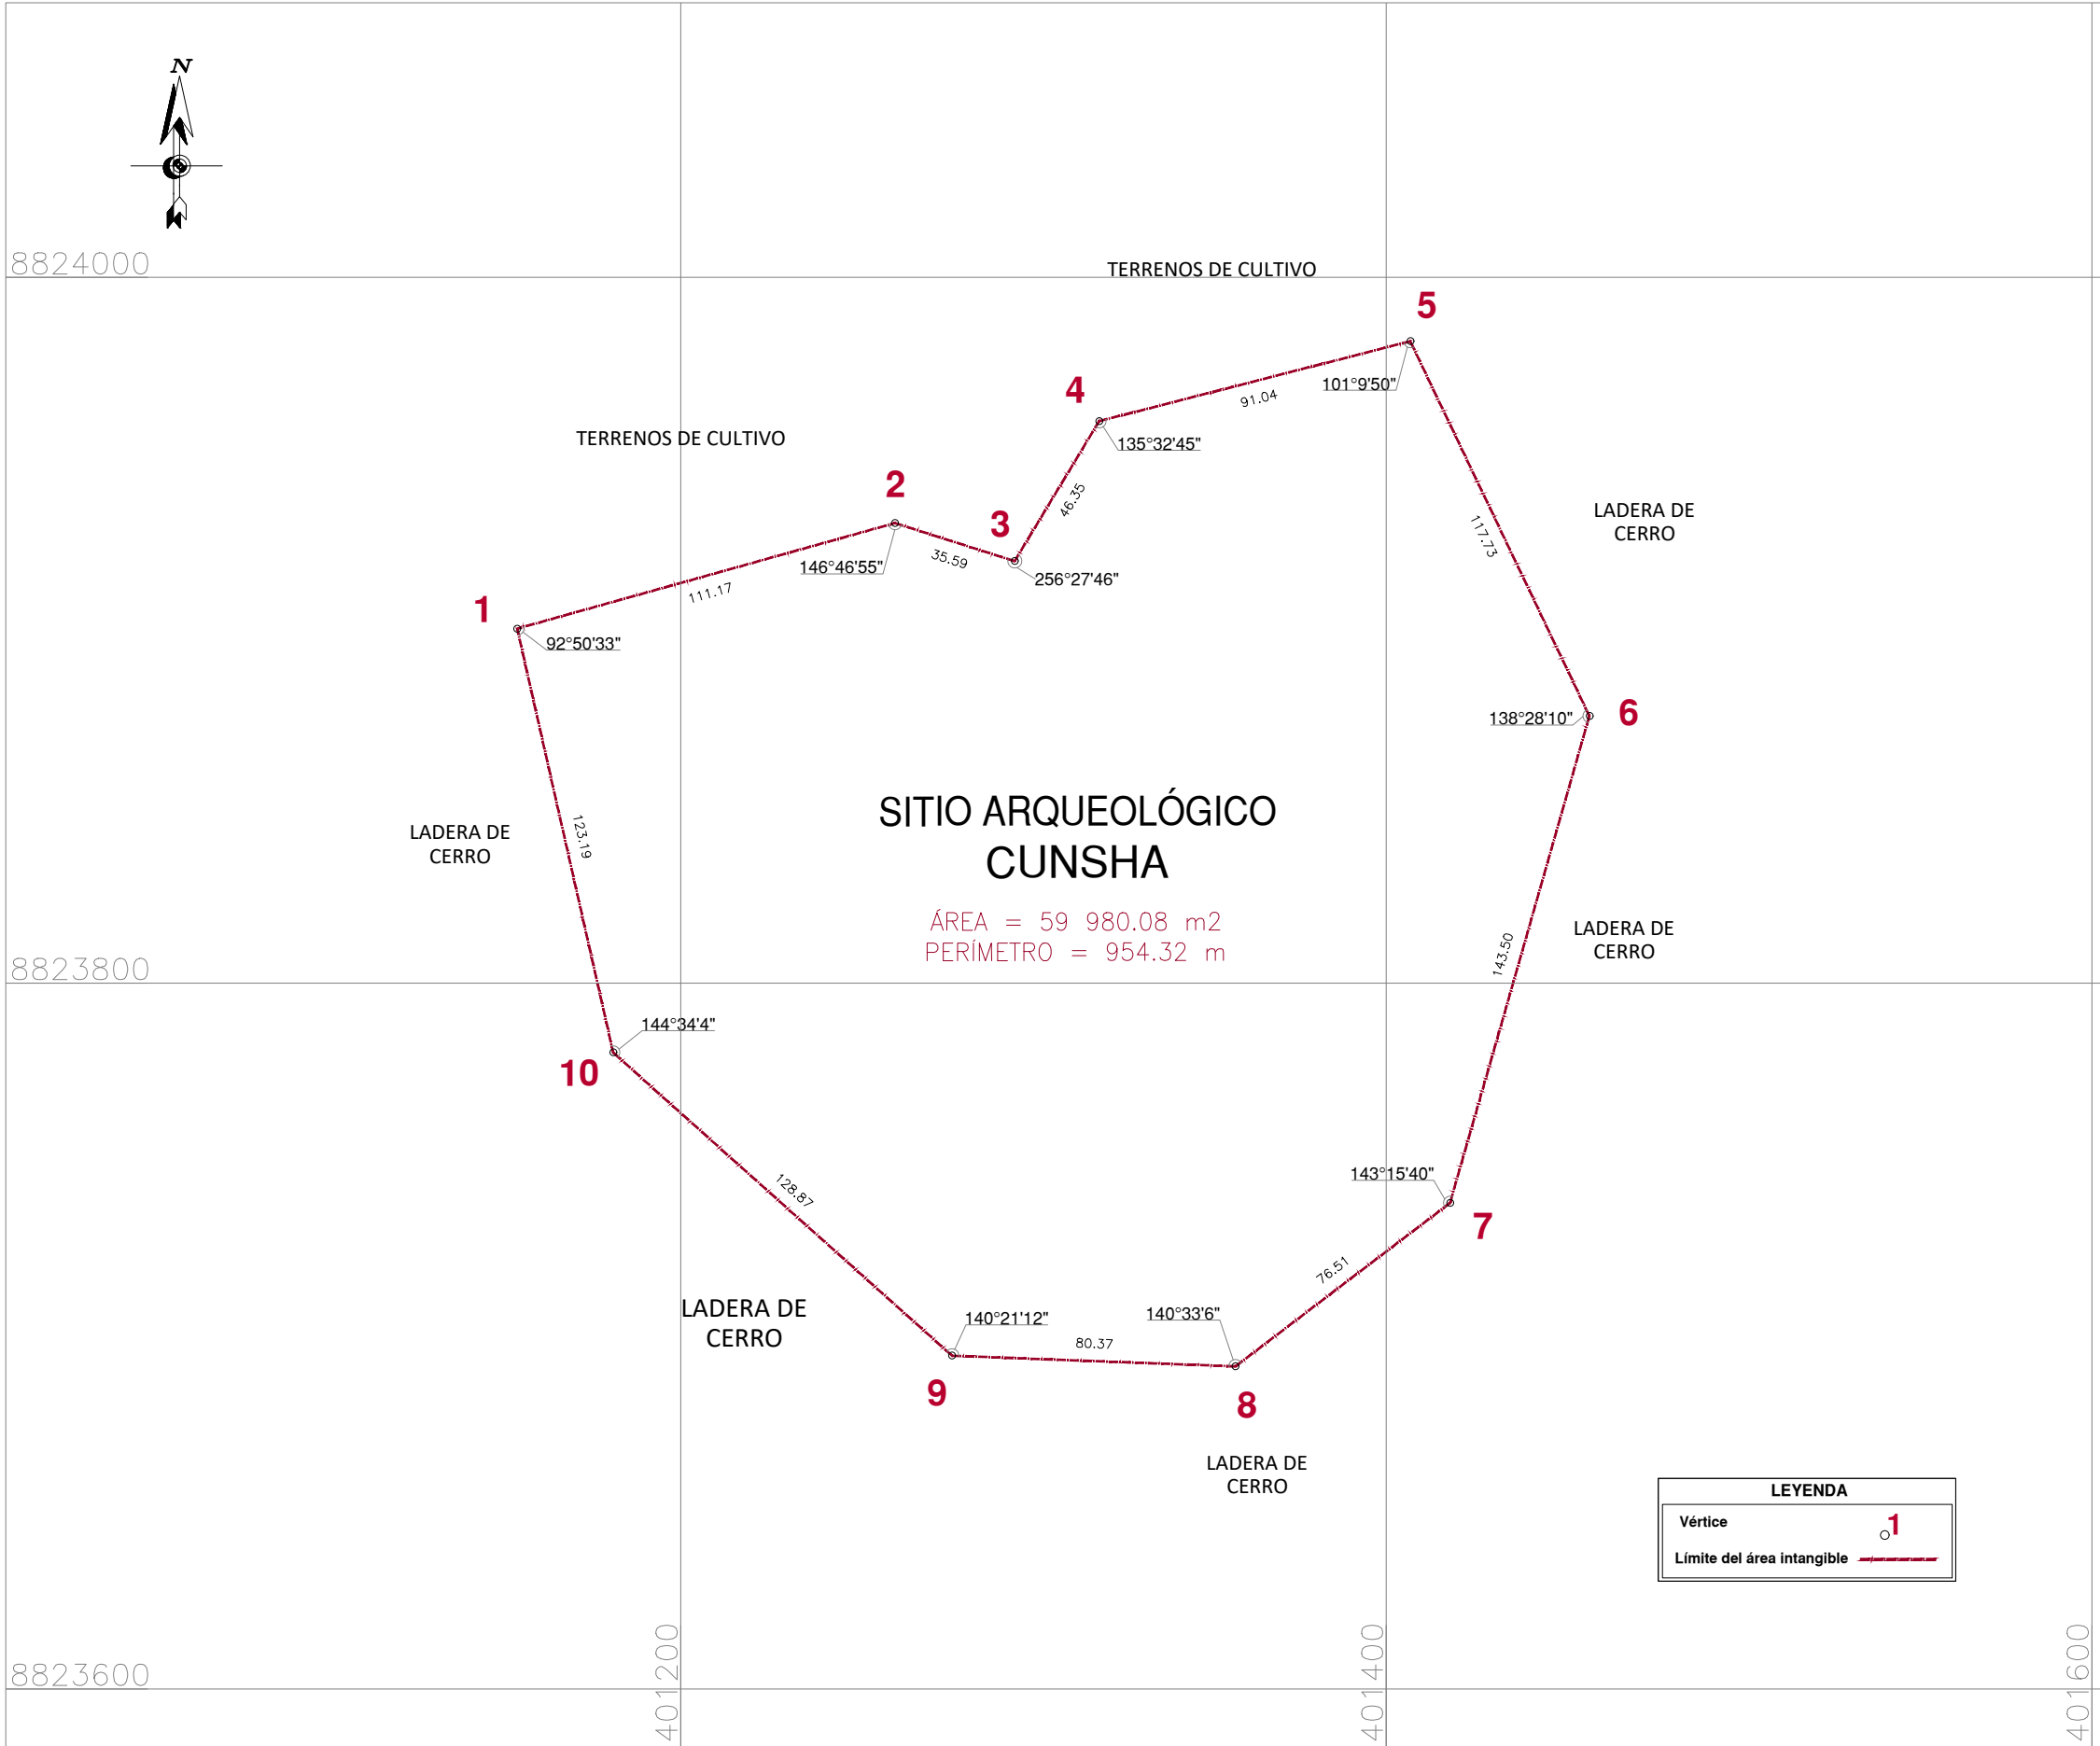 N
8824000
TERRENOS DE CULTIVO
5
4
101°9'50"
91.04
TERRENOS DE CULTIVO
135°32'45"
2
46.35
LADERA DE
CERRO
3
117.73
146°46'55"
35.59
256°27'46"
111.17
1
92°50'33"
138°28'10"
6
SITIO ARQUEOLÓGICO
CUNSHA
LADERA DE
CERRO
123.19
ÁREA = 59 980.08 m2
PERÍMETRO = 954.32 m
LADERA DE
CERRO
143.50
8823800
144°34'4"
10
143°15'40"
128.87
7
76.51
LADERA DE
CERRO
140°21'12"
140°33'6"
80.37
9
8
LADERA DE
CERRO
LEYENDA
Vértice
1
Límite del área intangible
8823600
401200
401400
401600